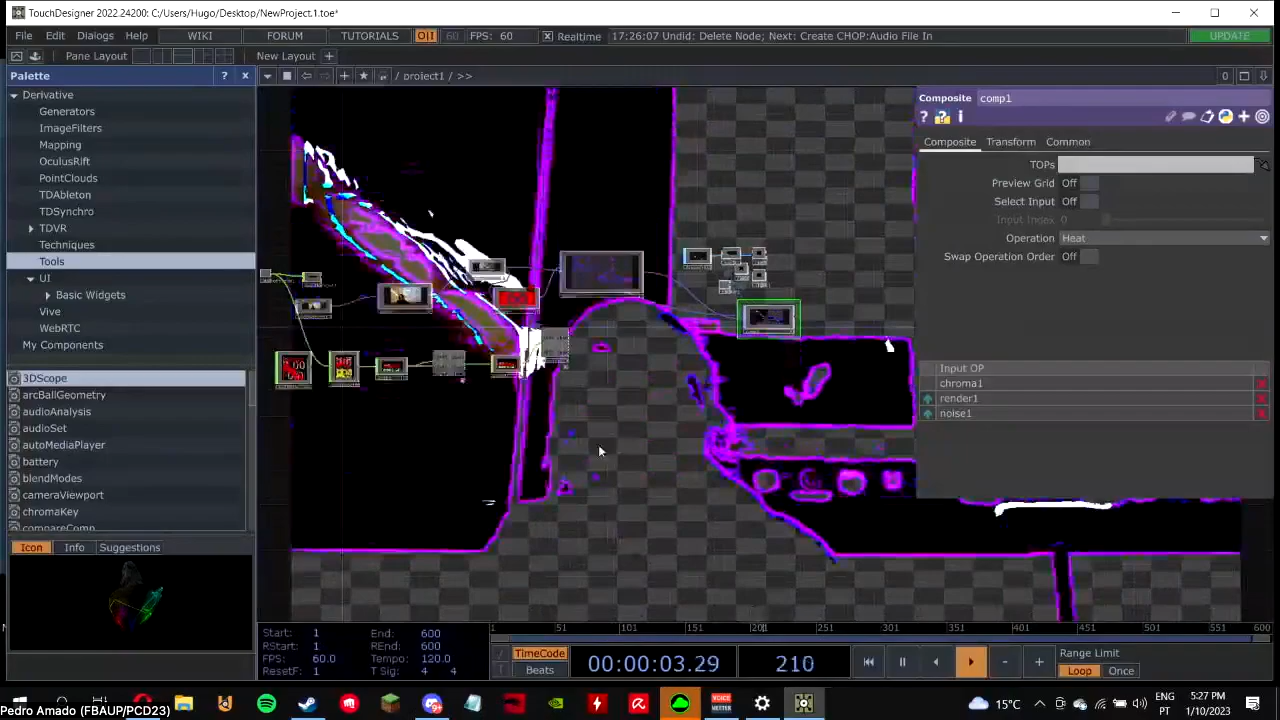 TouchDesigner 2022.24200: C:/Users/Hugo/Desktop/NewProject.1.toe*
File Edit Dialogs Help WIKI FORUM TUTORIALS O|I 60 FPS: 60 Realtime 17:26:07 Undid: Delete Node; Next: Create CHOP:Audio File In UPDATE
Pane Layout New Layout +
Palette ? x
/ project1 / >> 0
Derivative
Generators
ImageFilters
Mapping
OculusRift
PointClouds
TDAbleton
TDSynchro
TDVR
Techniques
Tools
UI
Basic Widgets
Vive
WebRTC
My Components
3DScope
arcBallGeometry
audioAnalysis
audioSet
autoMediaPlayer
battery
blendModes
cameraViewport
chromaKey
compareComp
Icon Info Suggestions
Composite comp1
? ? i
Composite Transform Common
TOPs
Preview Grid Off
Select Input Off
Input Index 0
Operation Heat
Swap Operation Order Off
Input OP
chroma1
render1
noise1
Start: 1 End: 600
RStart: 1 REnd: 600
FPS: 60.0 Tempo: 120.0
ResetF: 1 T Sig: 4 4
1 51 101 151 201 251 301 351 401 451 501 551 600
TimeCode
Beats
00:00:03.29 210
Range Limit
Loop Once
15°C ENG PT 5:27 PM 1/10/2023
Pedro Amado (FBAUP/PCD23)